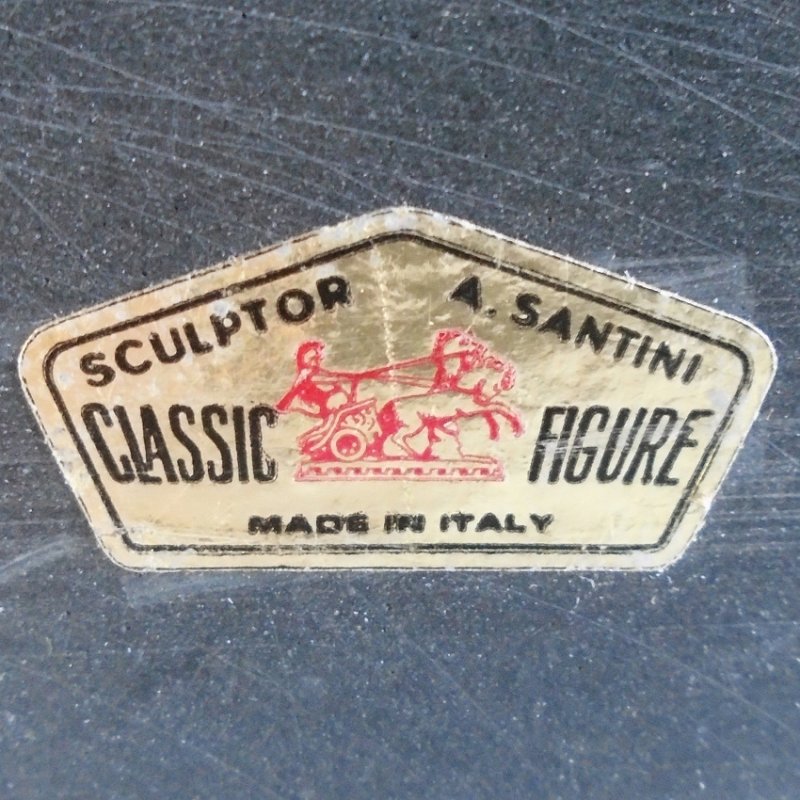 SCULPTOR A. SANTINI
CLASSIC FIGURE
MADE IN ITALY